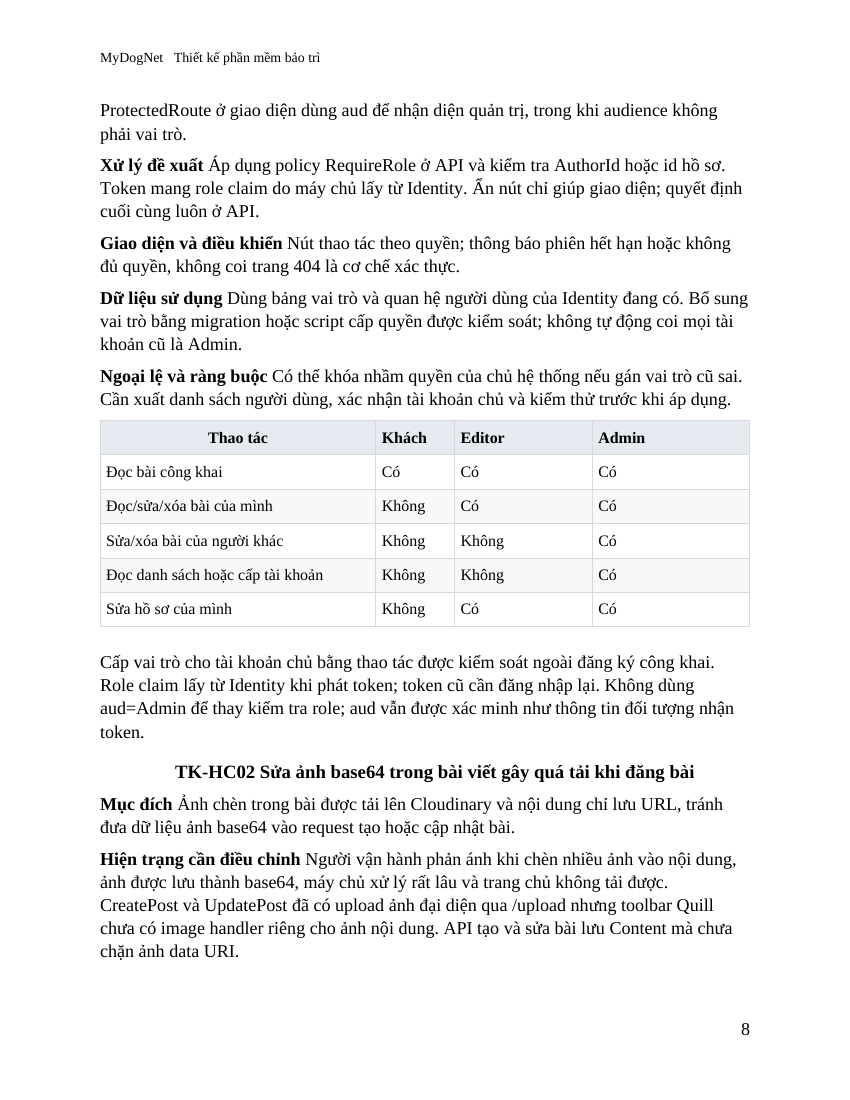 MyDogNet Thiết kế phần mềm bảo trì
ProtectedRoute ở giao diện dùng aud để nhận diện quản trị, trong khi audience không
phải vai trò.
Xử lý đề xuất Áp dụng policy RequireRole ở API và kiểm tra AuthorId hoặc id hồ sơ.
Token mang role claim do máy chủ lấy từ Identity. Ẩn nút chỉ giúp giao diện; quyết định
cuối cùng luôn ở API.
Giao diện và điều khiển Nút thao tác theo quyền; thông báo phiên hết hạn hoặc không
đủ quyền, không coi trang 404 là cơ chế xác thực.
Dữ liệu sử dụng Dùng bảng vai trò và quan hệ người dùng của Identity đang có. Bổ sung
vai trò bằng migration hoặc script cấp quyền được kiểm soát; không tự động coi mọi tài
khoản cũ là Admin.
Ngoại lệ và ràng buộc Có thể khóa nhầm quyền của chủ hệ thống nếu gán vai trò cũ sai.
Cần xuất danh sách người dùng, xác nhận tài khoản chủ và kiểm thử trước khi áp dụng.
Thao tác Khách Editor Admin
Đọc bài công khai Có Có Có
Đọc/sửa/xóa bài của mình Không Có Có
Sửa/xóa bài của người khác Không Không Có
Đọc danh sách hoặc cấp tài khoản Không Không Có
Sửa hồ sơ của mình Không Có Có
Cấp vai trò cho tài khoản chủ bằng thao tác được kiểm soát ngoài đăng ký công khai.
Role claim lấy từ Identity khi phát token; token cũ cần đăng nhập lại. Không dùng
aud=Admin để thay kiểm tra role; aud vẫn được xác minh như thông tin đối tượng nhận
token.
TK-HC02 Sửa ảnh base64 trong bài viết gây quá tải khi đăng bài
Mục đích Ảnh chèn trong bài được tải lên Cloudinary và nội dung chỉ lưu URL, tránh
đưa dữ liệu ảnh base64 vào request tạo hoặc cập nhật bài.
Hiện trạng cần điều chỉnh Người vận hành phản ánh khi chèn nhiều ảnh vào nội dung,
ảnh được lưu thành base64, máy chủ xử lý rất lâu và trang chủ không tải được.
CreatePost và UpdatePost đã có upload ảnh đại diện qua /upload nhưng toolbar Quill
chưa có image handler riêng cho ảnh nội dung. API tạo và sửa bài lưu Content mà chưa
chặn ảnh data URI.
8